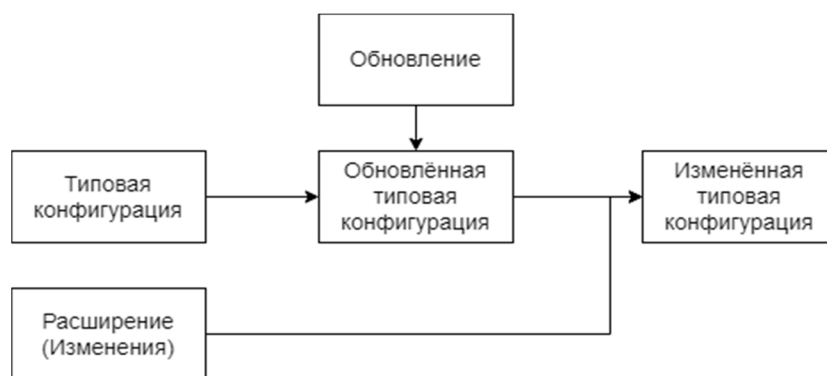 Обновление
Типовая
конфигурация
Обновлённая
типовая
конфигурация
Изменённая
типовая
конфигурация
Расширение
(Изменения)